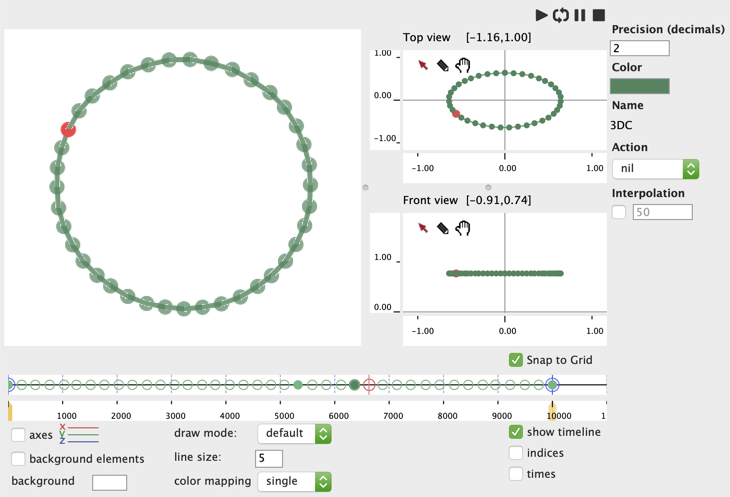 Top view [-1.16,1.00]
1.00
0.00
-1.00
-1.00 0.00 1.00
Front view [-0.91,0.74]
1.00
0.00
-1.00 0.00 1.00
Precision (decimals)
2
Color
Name
3DC
Action
nil
Interpolation
50
Snap to Grid
1000 2000 3000 4000 5000 6000 7000 8000 9000 10000
axes
X
Y
Z
draw mode: default
show timeline
background elements
line size: 5
indices
background
color mapping single
times